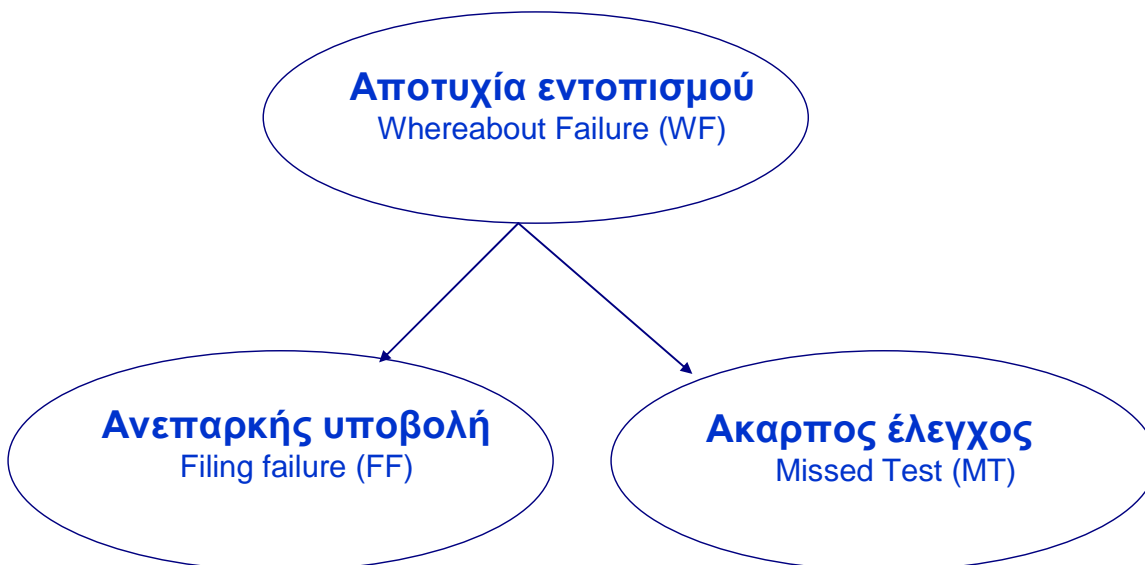 Αποτυχία εντοπισμού
Whereabout Failure (WF)
Ανεπαρκής υποβολή
Filing failure (FF)
Ακαρπος έλεγχος
Missed Test (MT)